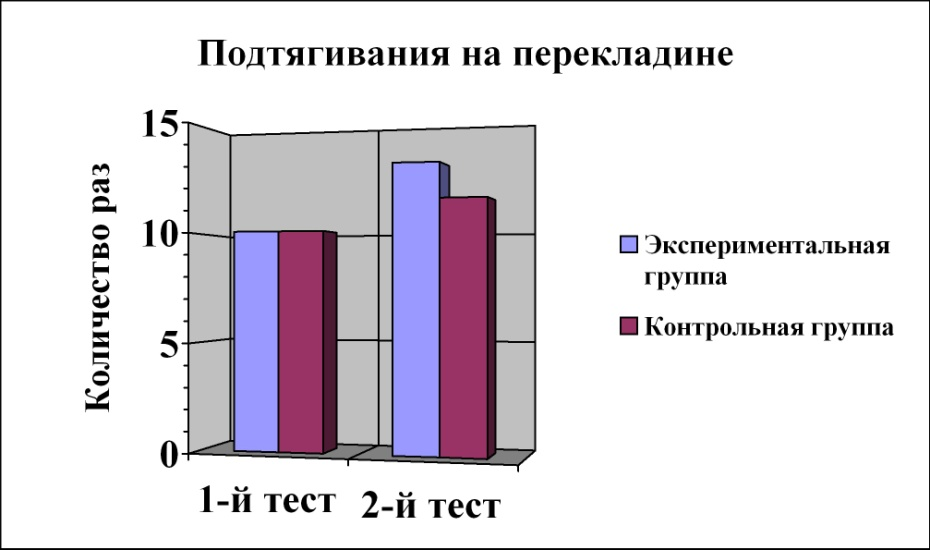 Подтягивания на перекладине
Количество раз
15
10
5
0
1-й тест
2-й тест
Экспериментальная
группа
Контрольная группа